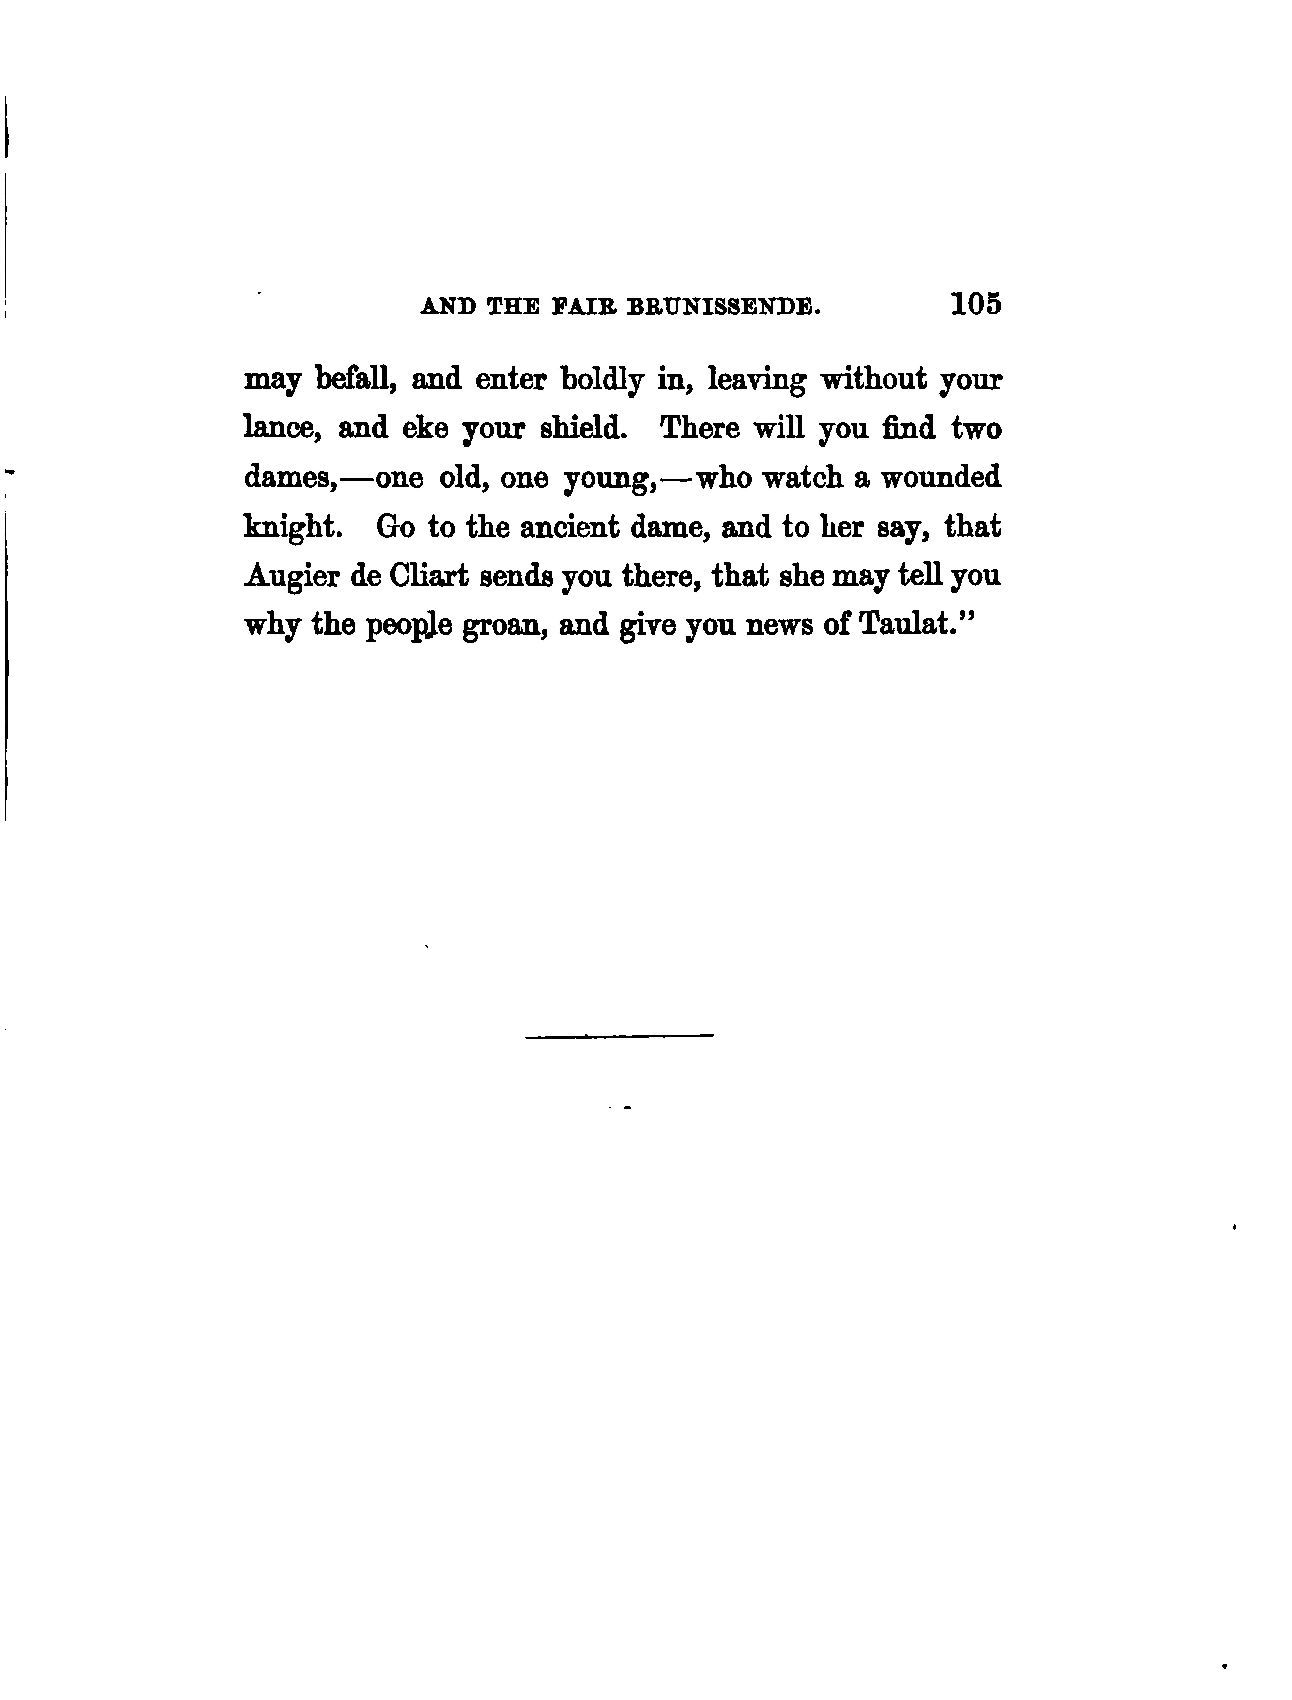 AND THE FAIR BRUNISSENDE. 105
may befall, and enter boldly in, leaving without your
lance, and eke your shield. There will you find two
dames,—one old, one young,—who watch a wounded
knight. Go to the ancient dame, and to her say, that
Augier de Cliart sends you there, that she may tell you
why the people groan, and give you news of Taulat.”